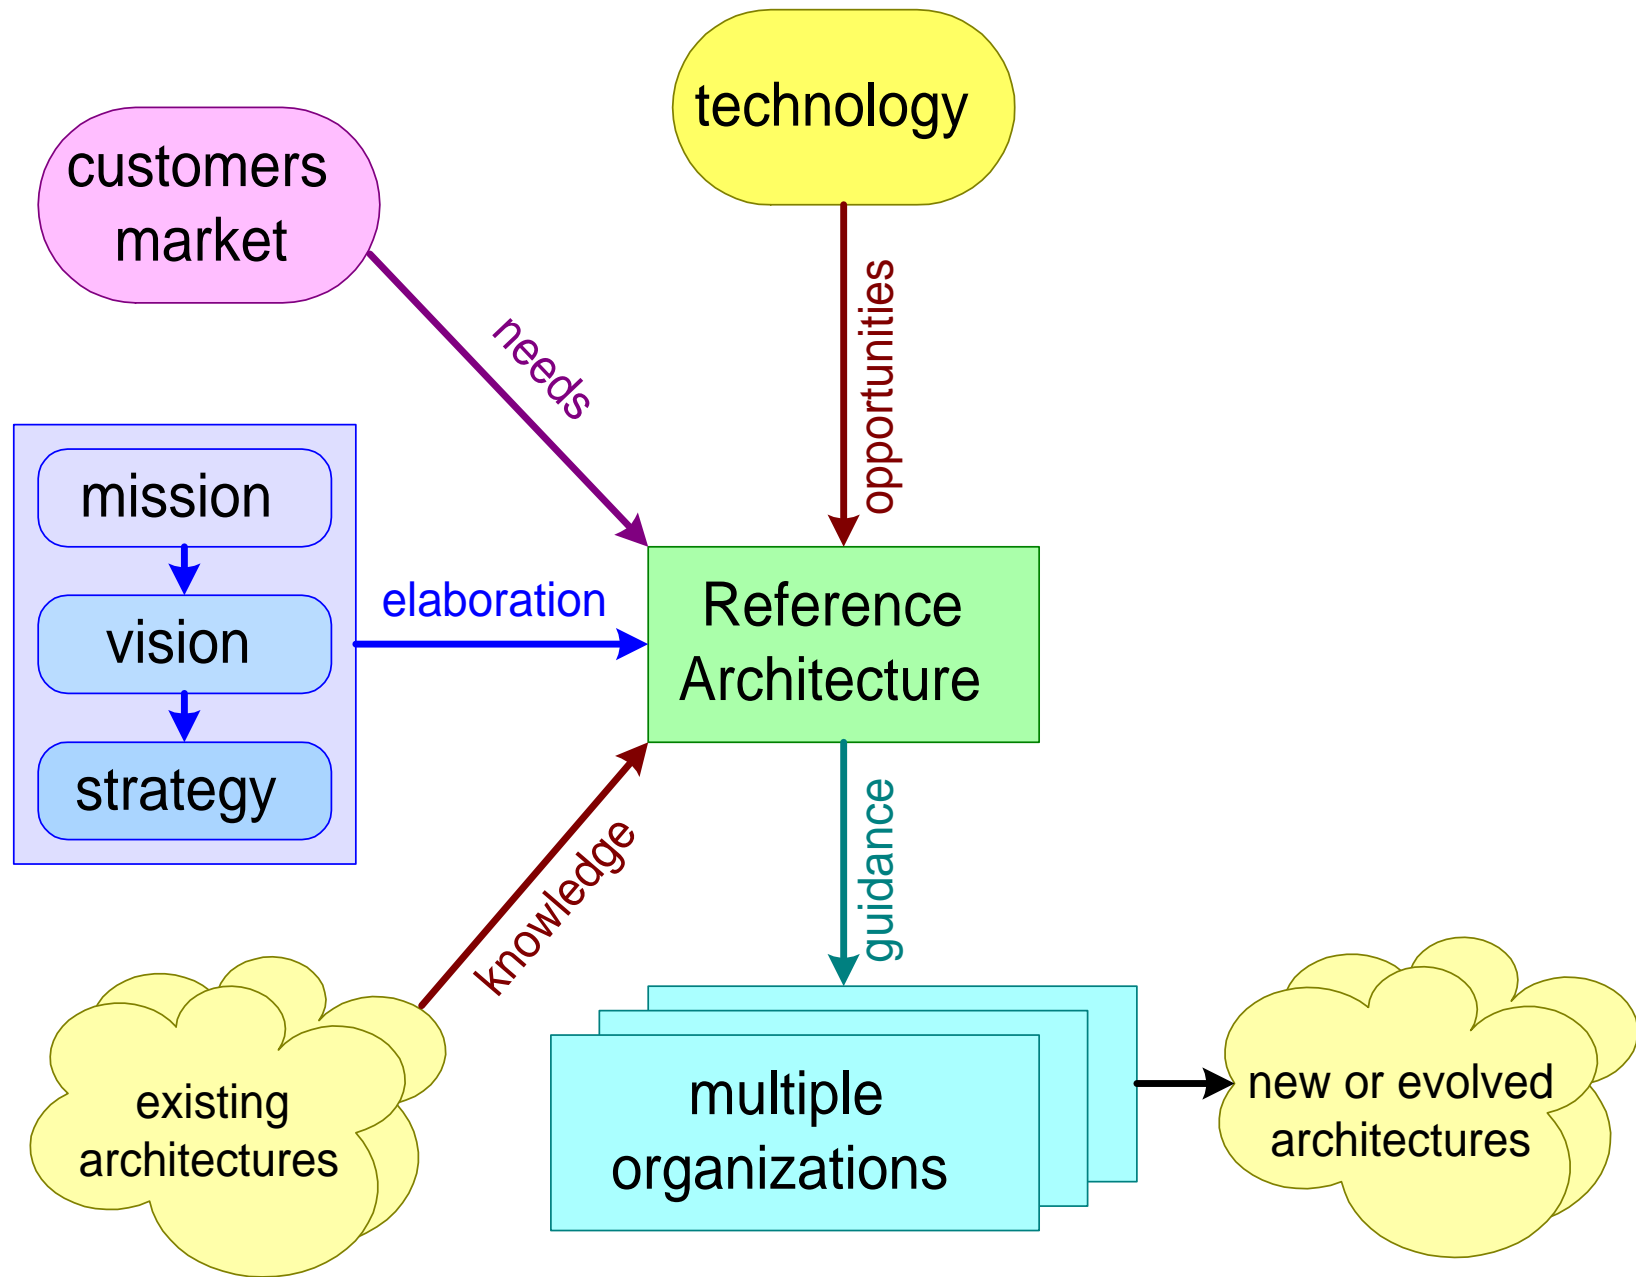 technology
customers
market
needs
opportunities
mission
vision
strategy
elaboration
Reference
Architecture
knowledge
guidance
existing
architectures
multiple
organizations
new or evolved
architectures